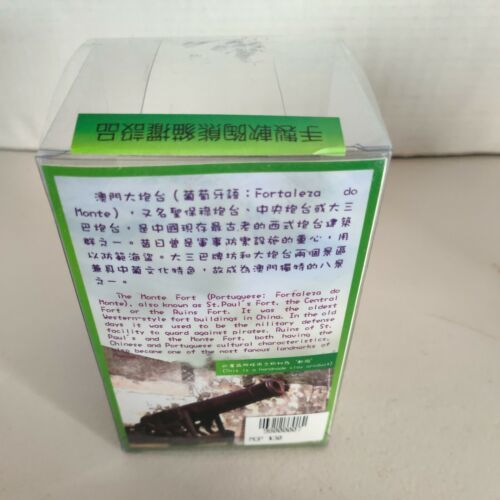 手製軟陶熊貓擺設品
澳門大炮台（葡萄牙語：Fortaleza do
Monte），又名聖保祿炮台、中央炮台或大三
巴炮台，是中國現存最古老的西式炮台建築
群之一。昔日曾是軍事防禦設施的重心，用
以防範海盜。大三巴牌坊和大炮台兩個景區
兼具中葡文化特色，故成為澳門獨特的八景
之一。
The Monte Fort (Portuguese: Fortaleza do
Monte), also known as St.Paul's Fort, the Central
Fort or the Ruins Fort. It was the oldest
Western-style fort buildings in China. In the old
days it was used to be the military defense
facility to guard against pirates. Ruins of St.
Paul's and the Monte Fort, both having the
Chinese and Portuguese cultural characteristics,
become one of the most famous landmarks of
(This is a handmade clay product)
MOP $30